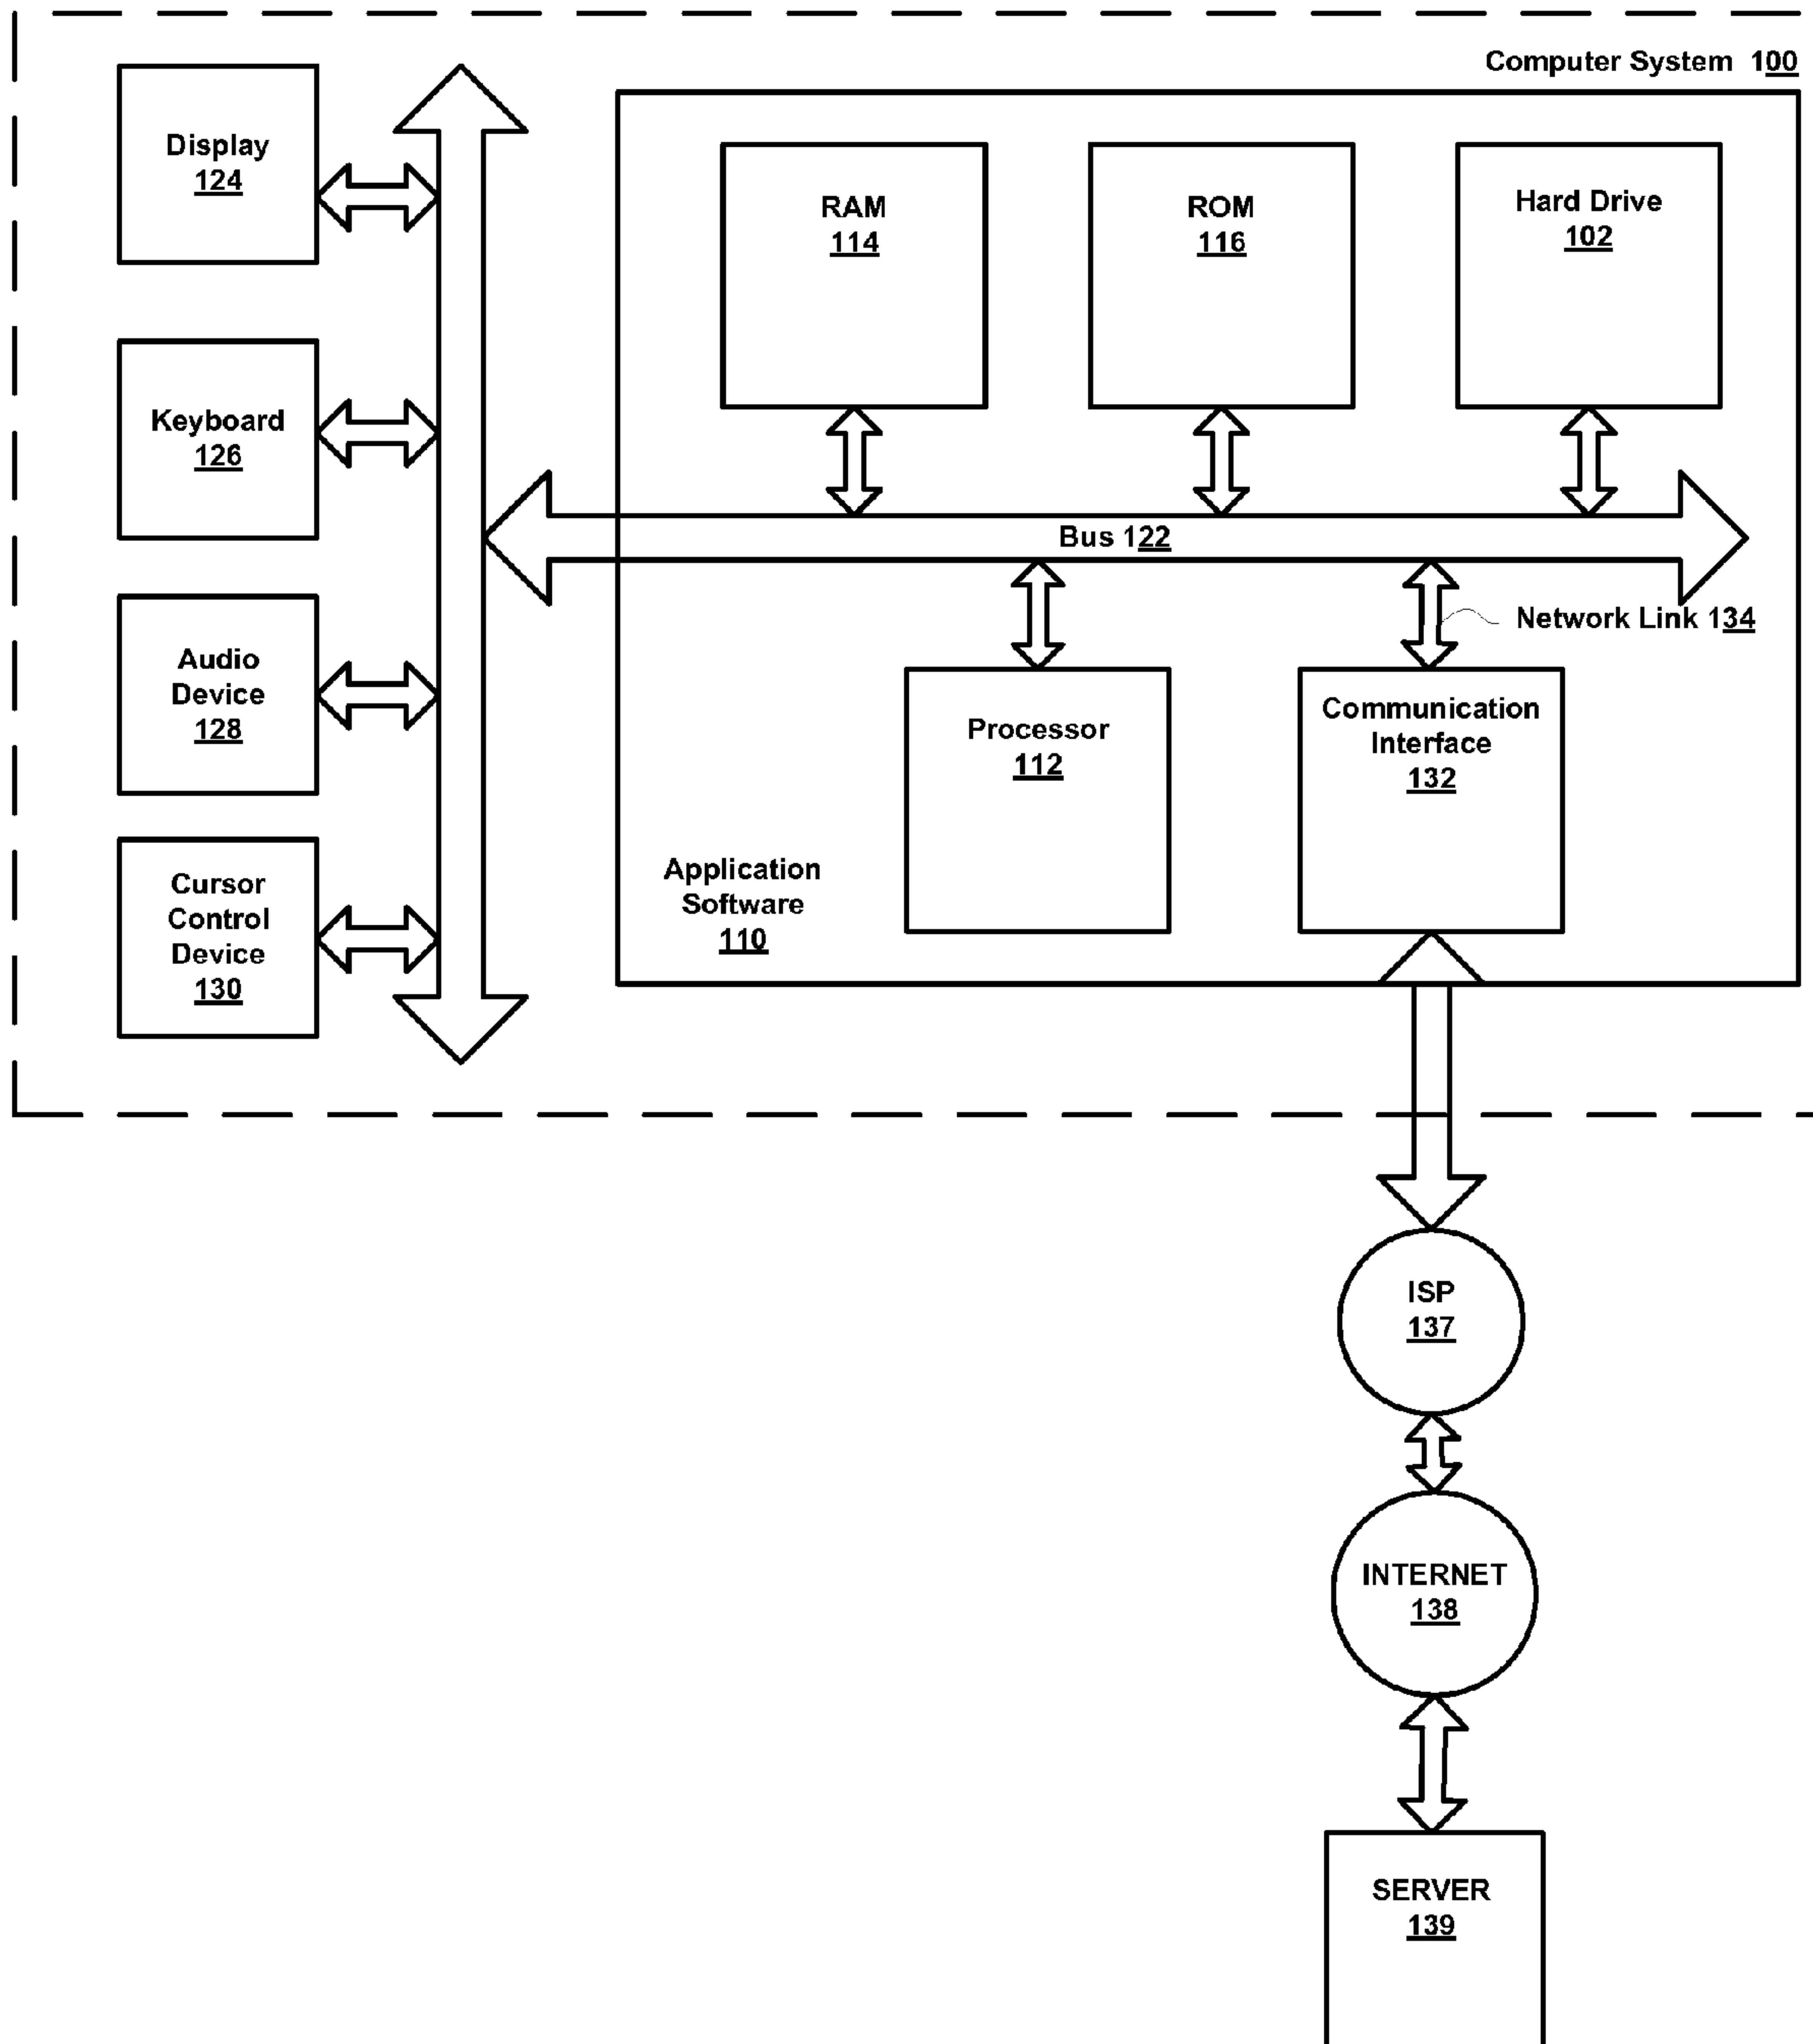 Computer System 100
Display
124
RAM
114
ROM
116
Hard Drive
102
Keyboard
126
Bus 122
Network Link 134
Audio
Device
128
Processor
112
Communication
Interface
132
Application
Software
110
Cursor
Control
Device
130
ISP
137
INTERNET
138
SERVER
139